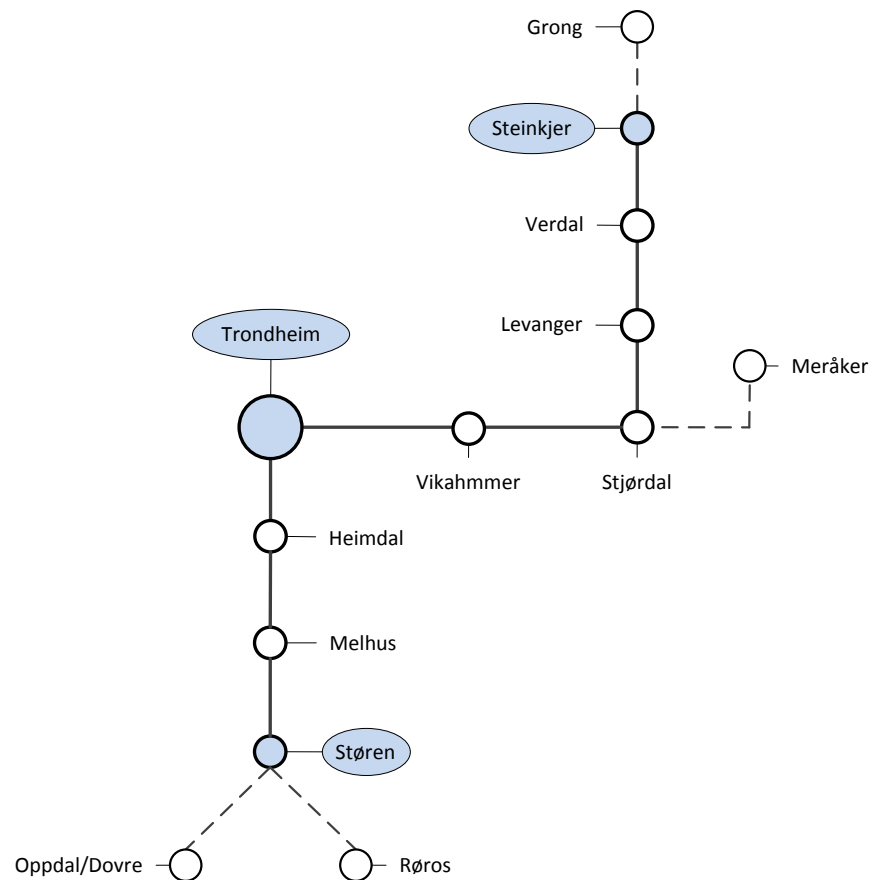 Grong
Steinkjer
Verdal
Levanger
Trondheim
Meråker
Vikahmmer
Stjørdal
Heimdal
Melhus
Støren
Oppdal/Dovre
Røros